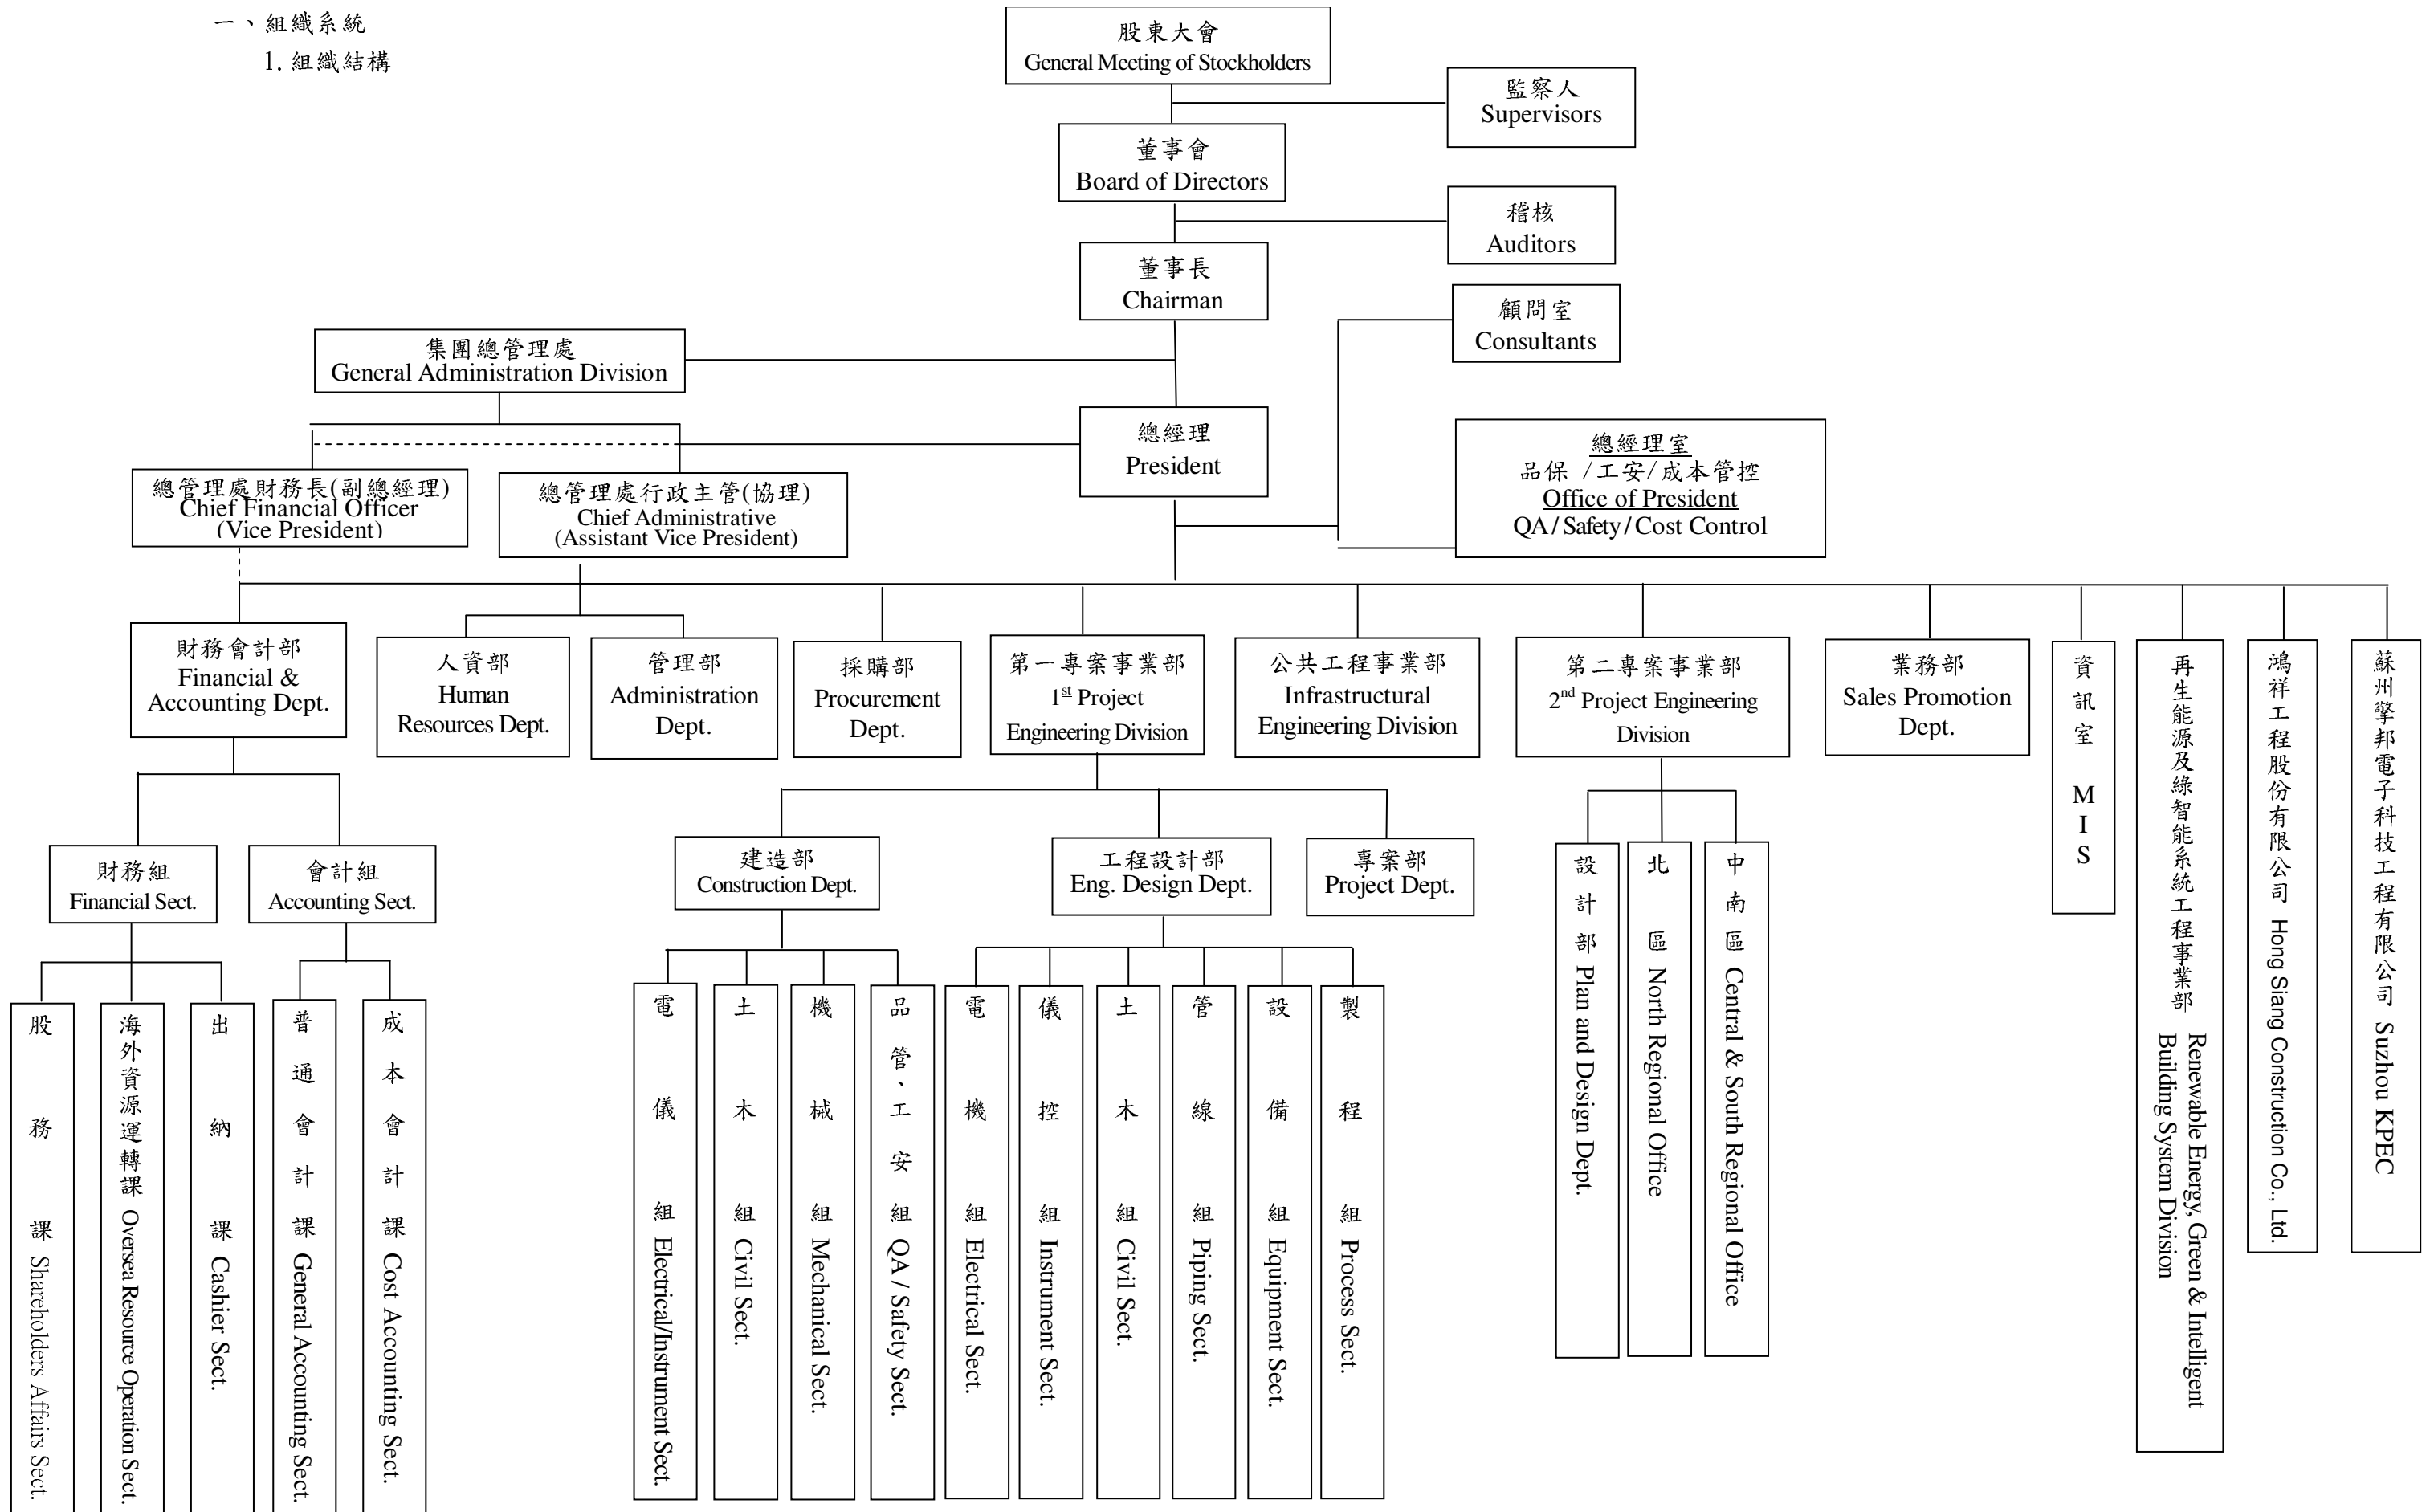 一、組織系統
1. 組織結構
股東大會
General Meeting of Stockholders
監察人
Supervisors
董事會
Board of Directors
稽核
Auditors
董事長
Chairman
顧問室
Consultants
集團總管理處
General Administration Division
總經理
President
總經理室
品保 /工安/成本管控
Office of President
QA/Safety/Cost Control
總管理處財務長(副總經理)
Chief Financial Officer
(Vice President)
總管理處行政主管(協理)
Chief Administrative
(Assistant Vice President)
財務會計部
Financial &
Accounting Dept.
人資部
Human
Resources Dept.
管理部
Administration
Dept.
採購部
Procurement
Dept.
第一專案事業部
1st Project
Engineering Division
公共工程事業部
Infrastructural
Engineering Division
第二專案事業部
2nd Project Engineering
Division
業務部
Sales Promotion
Dept.
資訊室 MIS
再生能源及綠智能系統工程事業部
Renewable Energy, Green & Intelligent
Building System Division
鴻祥工程股份有限公司 Hong Siang Construction Co., Ltd.
蘇州擎邦電子科技工程有限公司 Suzhou KPEC
財務組
Financial Sect.
會計組
Accounting Sect.
建造部
Construction Dept.
工程設計部
Eng. Design Dept.
專案部
Project Dept.
設計部 Plan and Design Dept.
北區 North Regional Office
中南區 Central & South Regional Office
股務課 Shareholders Affairs Sect.
海外資源運轉課 Oversea Resource Operation Sect.
出納課 Cashier Sect.
普通會計課 General Accounting Sect.
成本會計課 Cost Accounting Sect.
電儀組 Electrical/Instrument Sect.
土木組 Civil Sect.
機械組 Mechanical Sect.
品管、工安組 QA / Safety Sect.
電機組 Electrical Sect.
儀控組 Instrument Sect.
土木組 Civil Sect.
管線組 Piping Sect.
設備組 Equipment Sect.
製程組 Process Sect.